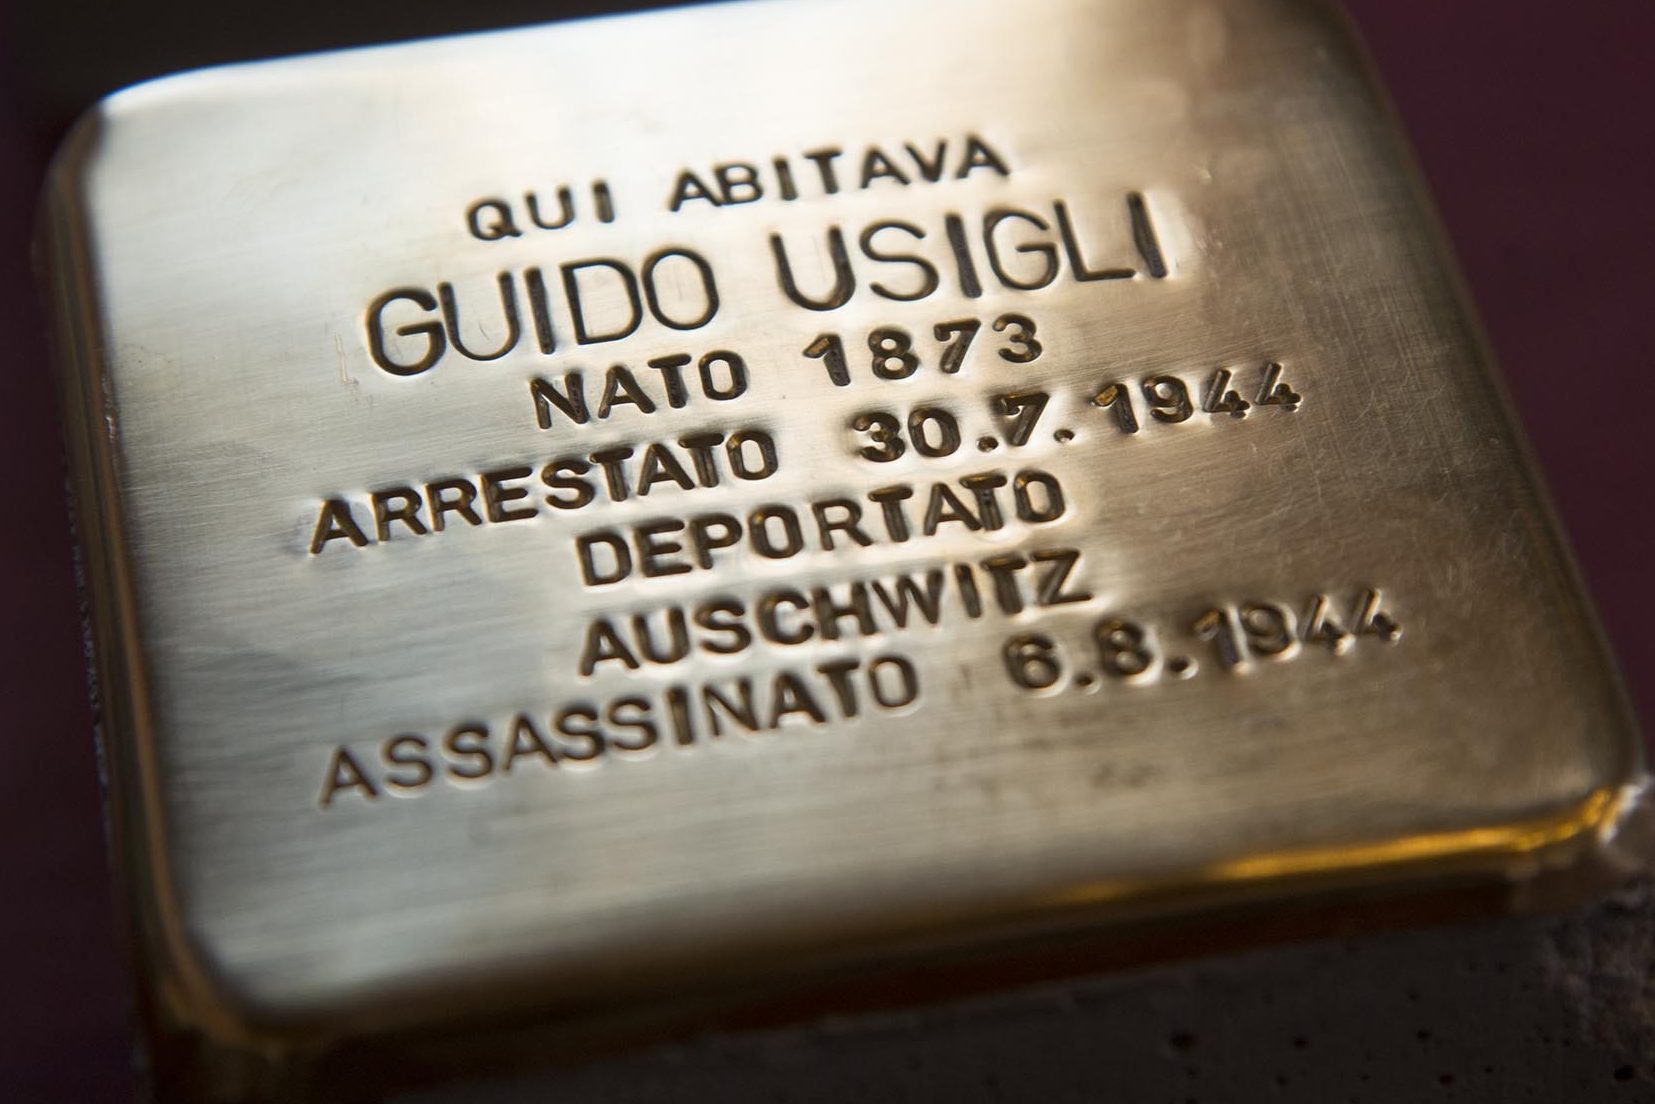 QUI ABITAVA
GUIDO USIGLI
NATO 1873
ARRESTATO 30.7.1944
DEPORTATO
AUSCHWITZ
ASSASSINATO 6.8.1944